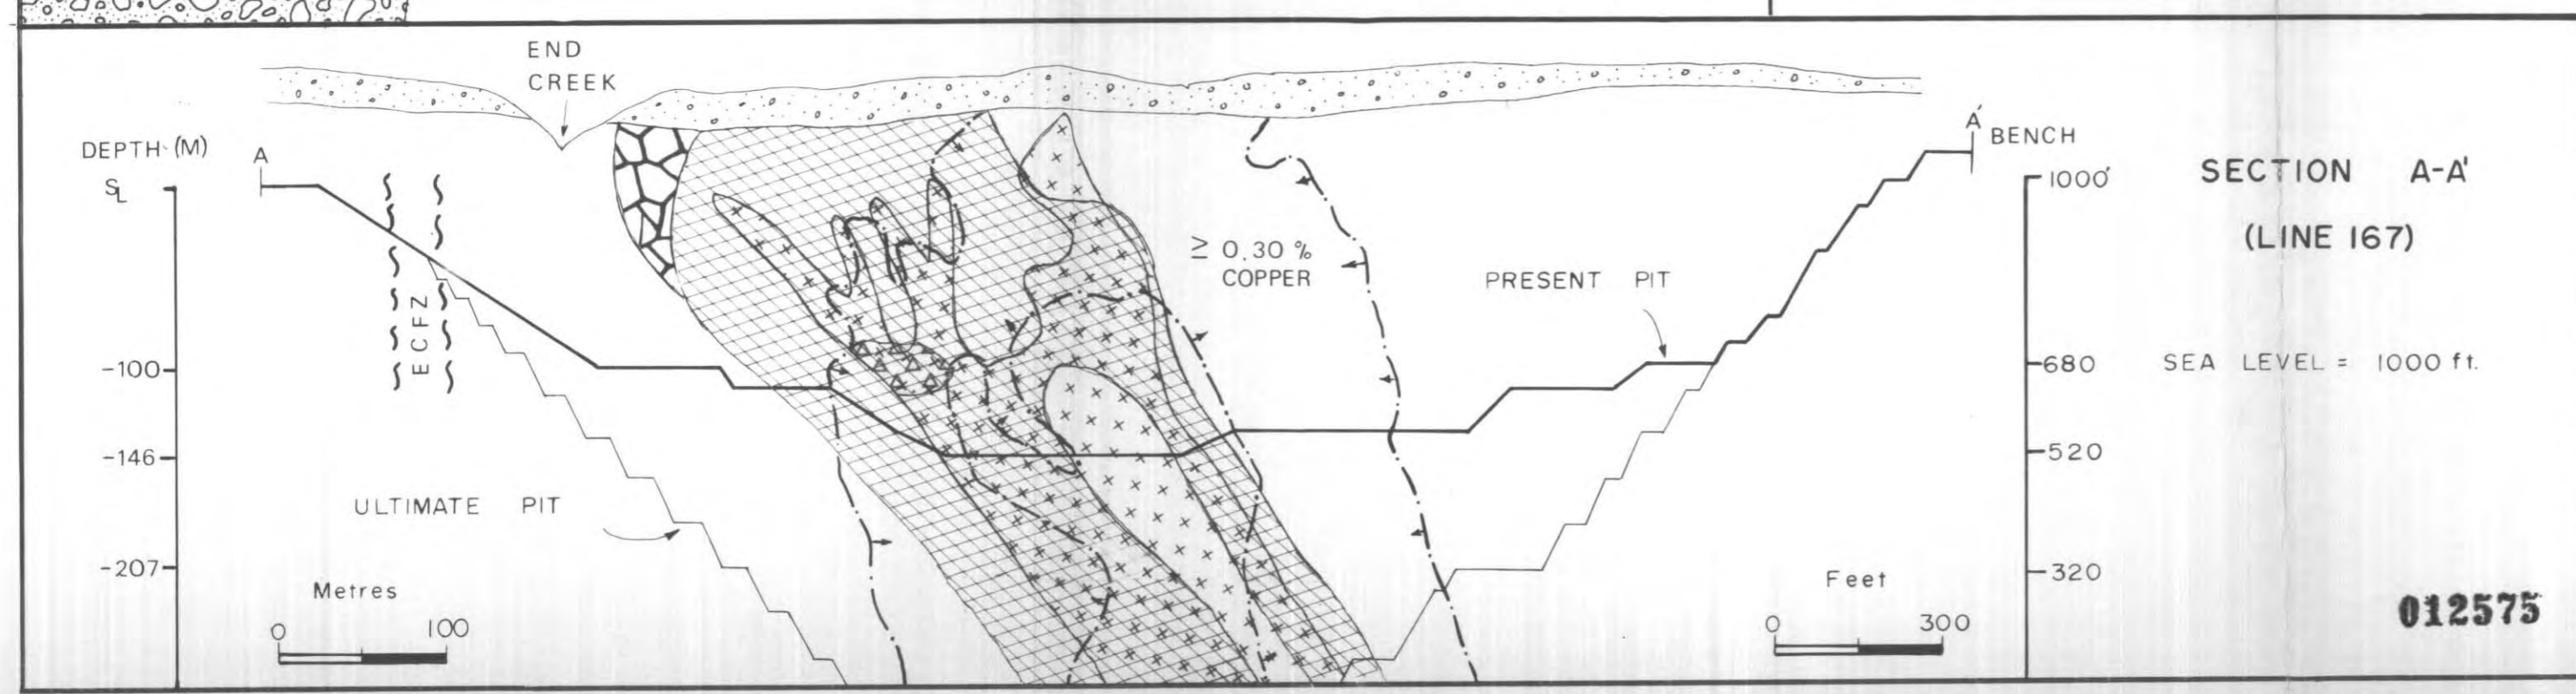 END
CREEK
DEPTH (M)
A
A'
BENCH
SL
1000'
SECTION A-A'
(LINE 167)
≥ 0.30 %
COPPER
PRESENT PIT
ECFZ
-100
680
SEA LEVEL = 1000 ft.
-146
520
ULTIMATE PIT
-207
320
Metres
0 100
Feet
0 300
012575